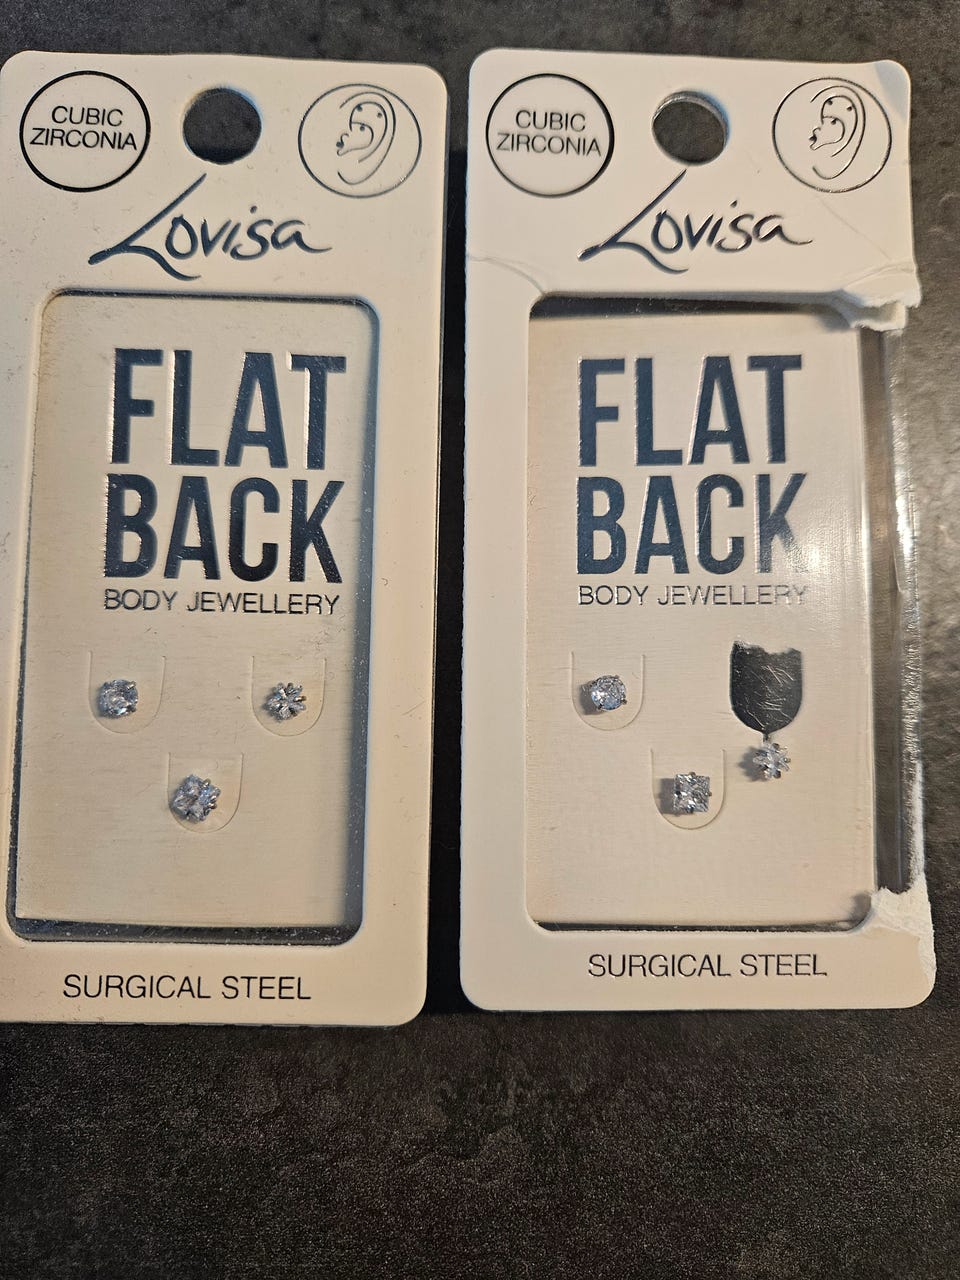 CUBIC
ZIRCONIA
Lovisa
FLAT
BACK
BODY JEWELLERY
SURGICAL STEEL
CUBIC
ZIRCONIA
Lovisa
FLAT
BACK
BODY JEWELLERY
SURGICAL STEEL